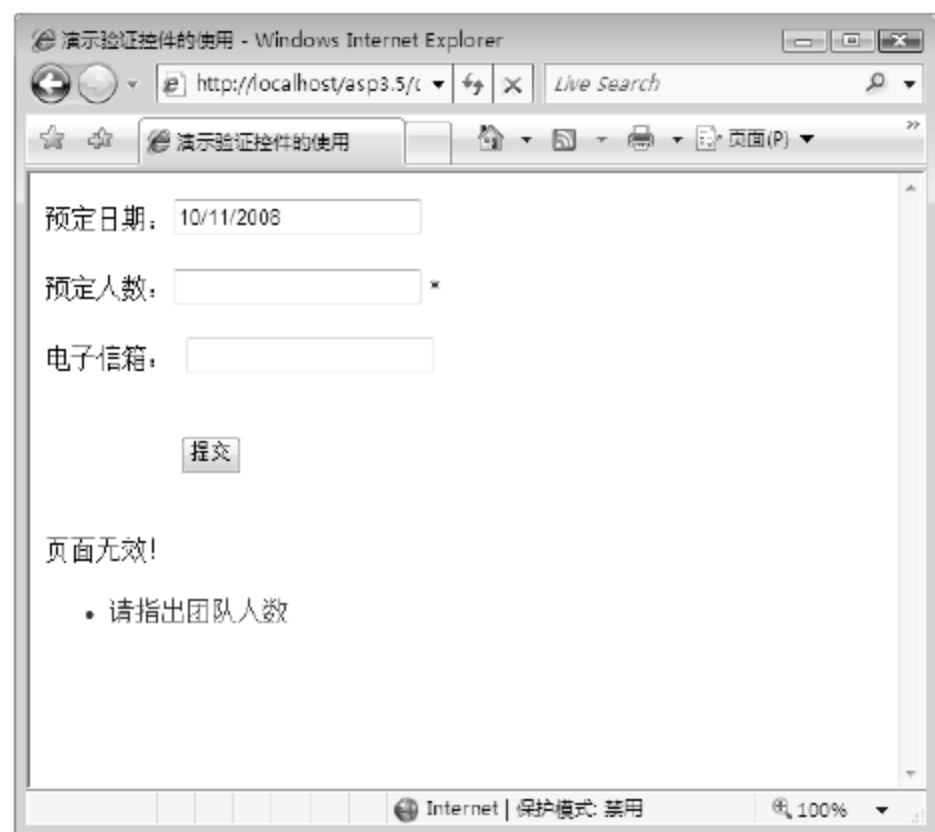 演示验证控件的使用 - Windows Internet Explorer
http://localhost/asp3.5/c
Live Search
演示验证控件的使用
页面(P)
预定日期： 10/11/2008
预定人数： *
电子信箱：
提交
页面无效!
• 请指出团队人数
Internet | 保护模式: 禁用
100%